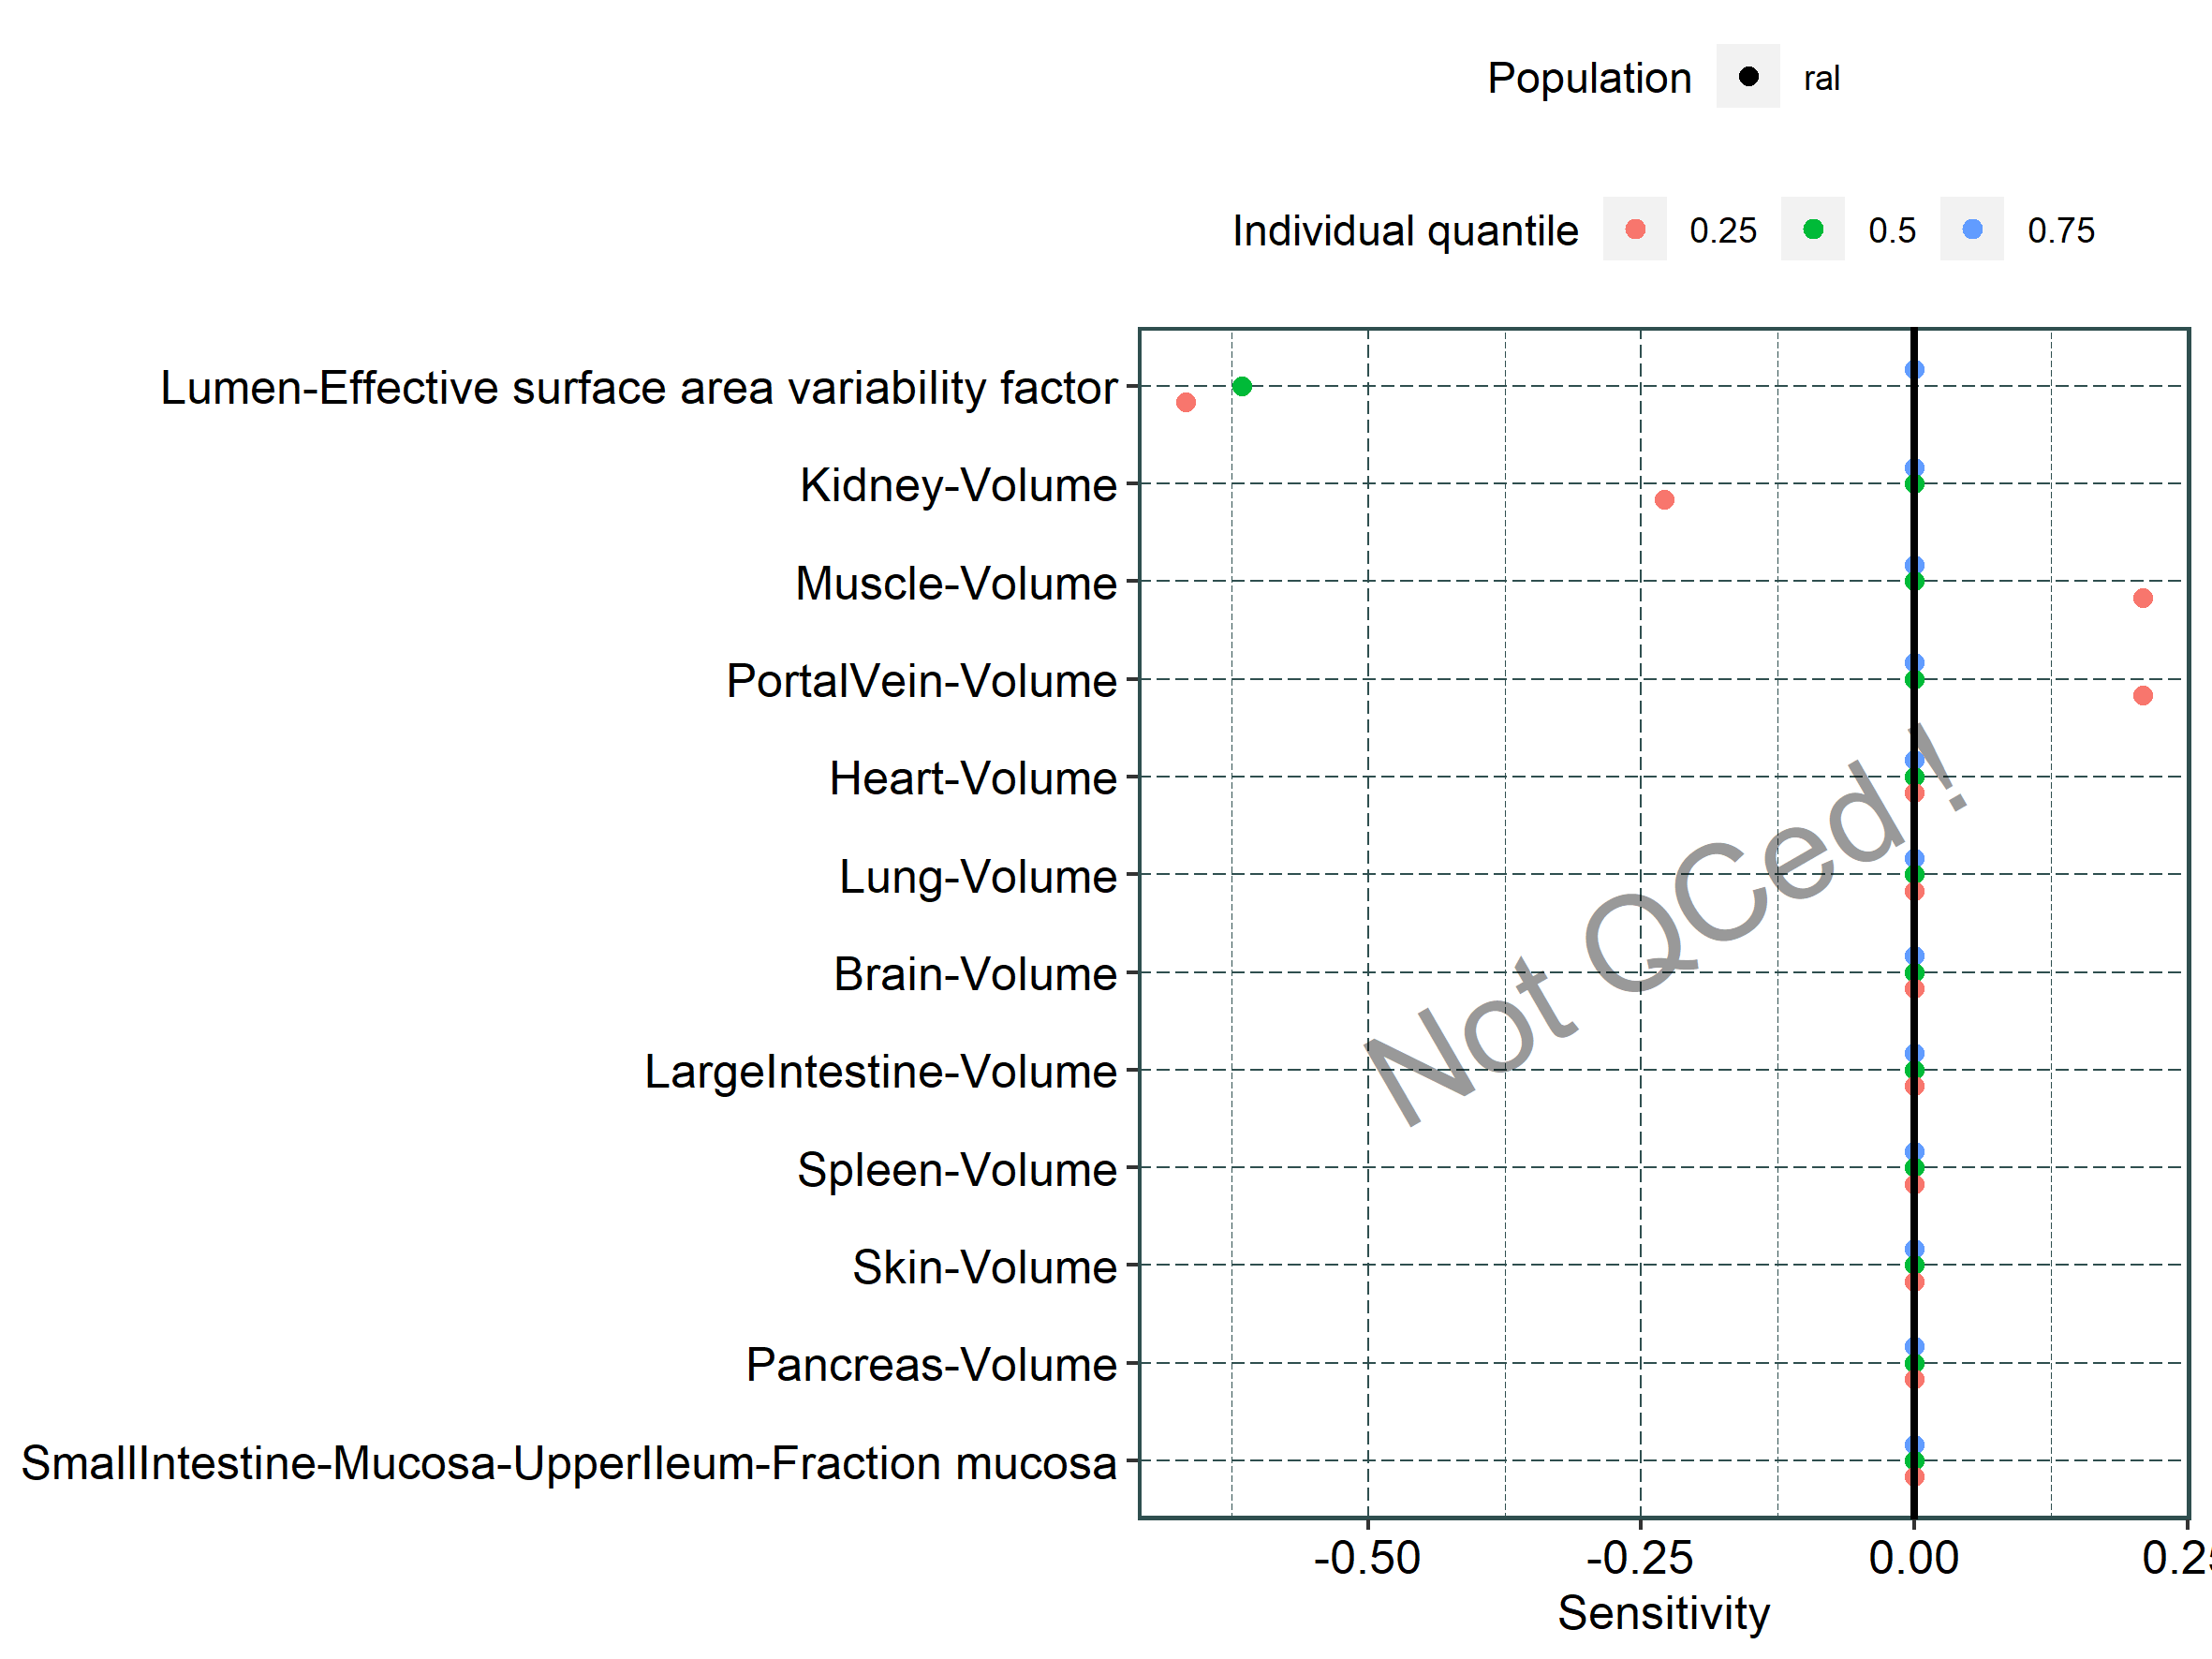 Population ral
Individual quantile 0.25 0.5 0.75
Lumen-Effective surface area variability factor
Kidney-Volume
Muscle-Volume
PortalVein-Volume
Heart-Volume
Lung-Volume
Brain-Volume
LargeIntestine-Volume
Spleen-Volume
Skin-Volume
Pancreas-Volume
SmallIntestine-Mucosa-UpperIleum-Fraction mucosa
Not QCed !
-0.50 -0.25 0.00 0.25
Sensitivity